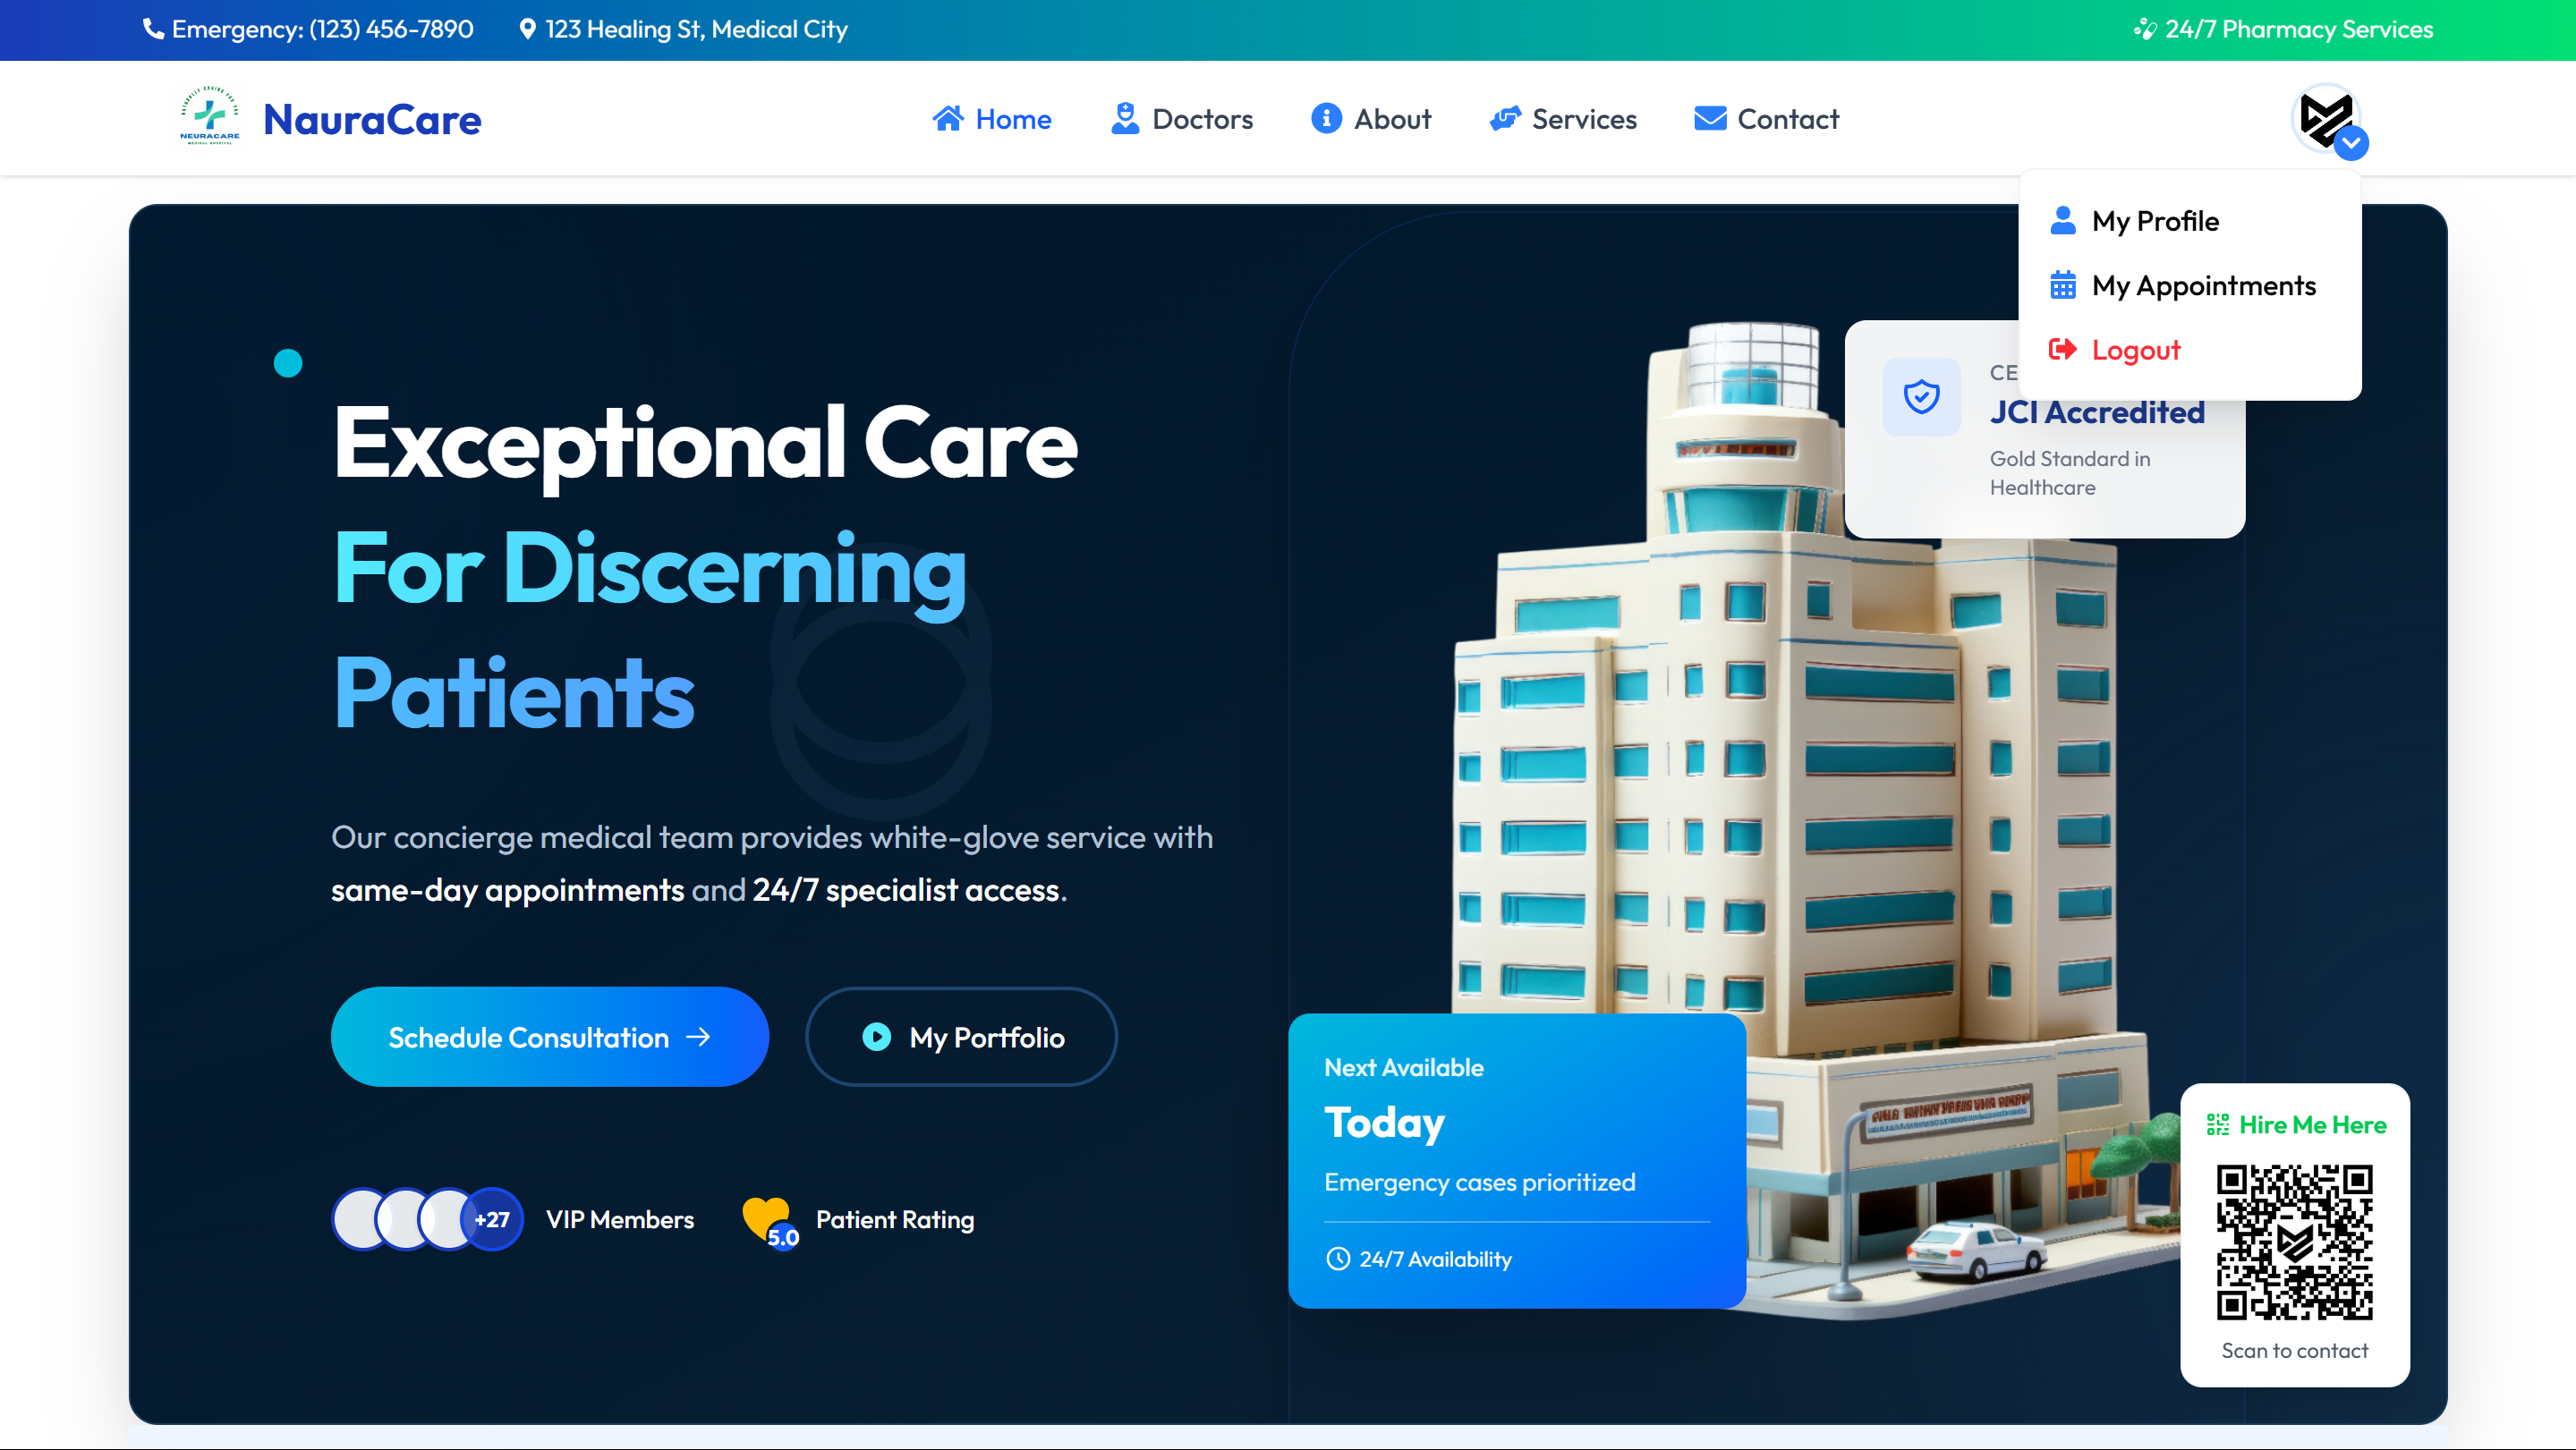 Emergency: (123) 456-7890
123 Healing St, Medical City
24/7 Pharmacy Services
NEURACARE
NauraCare
Home
Doctors
About
Services
Contact
My Profile
My Appointments
Logout
CE
JCI Accredited
Gold Standard in
Healthcare
Exceptional Care
For Discerning
Patients
Our concierge medical team provides white-glove service with
same-day appointments and 24/7 specialist access.
Schedule Consultation
My Portfolio
+27
VIP Members
5.0
Patient Rating
Next Available
Today
Emergency cases prioritized
24/7 Availability
Hire Me Here
Scan to contact